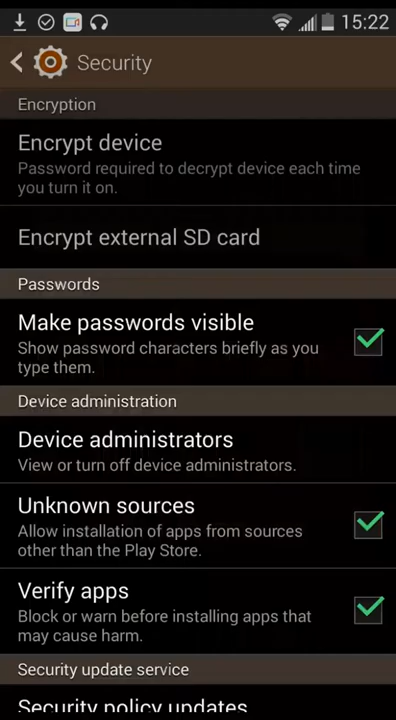 15:22
Security
Encryption
Encrypt device
Password required to decrypt device each time
you turn it on.
Encrypt external SD card
Passwords
Make passwords visible
Show password characters briefly as you
type them.
Device administration
Device administrators
View or turn off device administrators.
Unknown sources
Allow installation of apps from sources
other than the Play Store.
Verify apps
Block or warn before installing apps that
may cause harm.
Security update service
Security policy updates